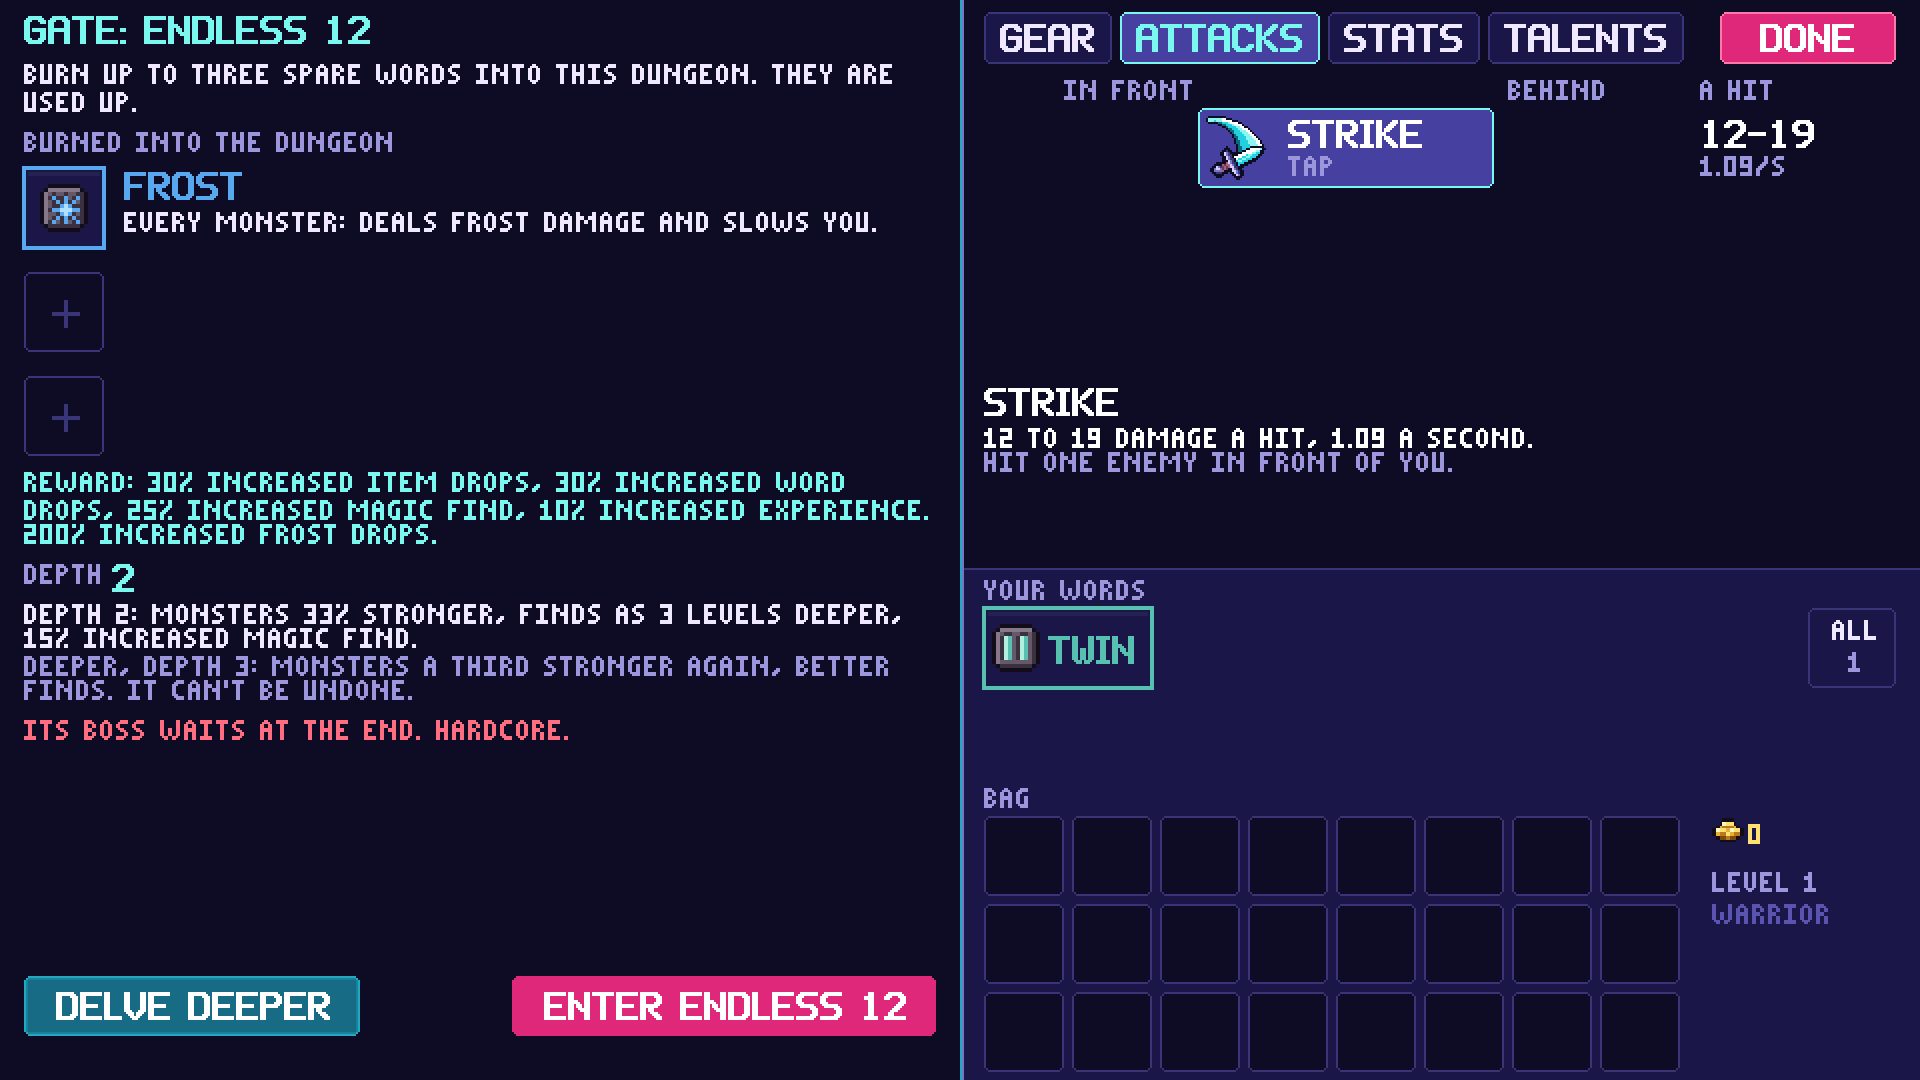 GATE: ENDLESS 12
BURN UP TO THREE SPARE WORDS INTO THIS DUNGEON. THEY ARE
USED UP.
BURNED INTO THE DUNGEON
FROST
EVERY MONSTER: DEALS FROST DAMAGE AND SLOWS YOU.
+
+
REWARD: 30% INCREASED ITEM DROPS, 30% INCREASED WORD
DROPS, 25% INCREASED MAGIC FIND, 10% INCREASED EXPERIENCE.
200% INCREASED FROST DROPS.
DEPTH 2
DEPTH 2: MONSTERS 33% STRONGER, FINDS AS 3 LEVELS DEEPER,
15% INCREASED MAGIC FIND.
DEEPER, DEPTH 3: MONSTERS A THIRD STRONGER AGAIN, BETTER
FINDS. IT CAN'T BE UNDONE.
ITS BOSS WAITS AT THE END. HARDCORE.
DELVE DEEPER
ENTER ENDLESS 12
GEAR ATTACKS STATS TALENTS DONE
IN FRONT BEHIND A HIT
STRIKE
TAP
12-19
1.09/S
STRIKE
12 TO 19 DAMAGE A HIT, 1.09 A SECOND.
HIT ONE ENEMY IN FRONT OF YOU.
YOUR WORDS
TWIN
ALL
1
BAG
0
LEVEL 1
WARRIOR